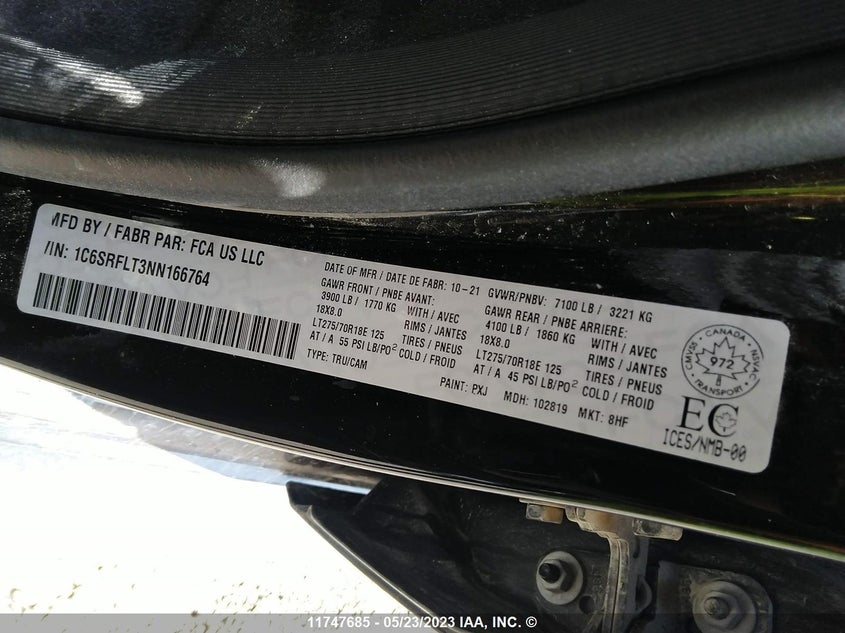 MFD BY / FABR PAR: FCA US LLC
/IN: 1C6SRFLT3NN166764
DATE OF MFR / DATE DE FABR: 10-21
GAWR FRONT / PNBE AVANT:
3900 LB / 1770 KG WITH / AVEC
18X8.0 RIMS / JANTES
LT275/70R18E 125 TIRES / PNEUS
AT / A 55 PSI LB/PO² COLD / FROID
TYPE: TRU/CAM
GVWR/PNBV: 7100 LB / 3221 KG
GAWR REAR / PNBE ARRIERE:
4100 LB / 1860 KG WITH / AVEC
18X8.0 RIMS / JANTES
LT275/70R18E 125 TIRES / PNEUS
AT / A 45 PSI LB/PO² COLD / FROID
PAINT: PXJ MDH: 102819 MKT: 8HF
CMVSS - CANADA - NSVAC
972
B
TRANSPORT
EC
ICES/NMB-00
11747685 - 05/23/2023 IAA, INC. ©